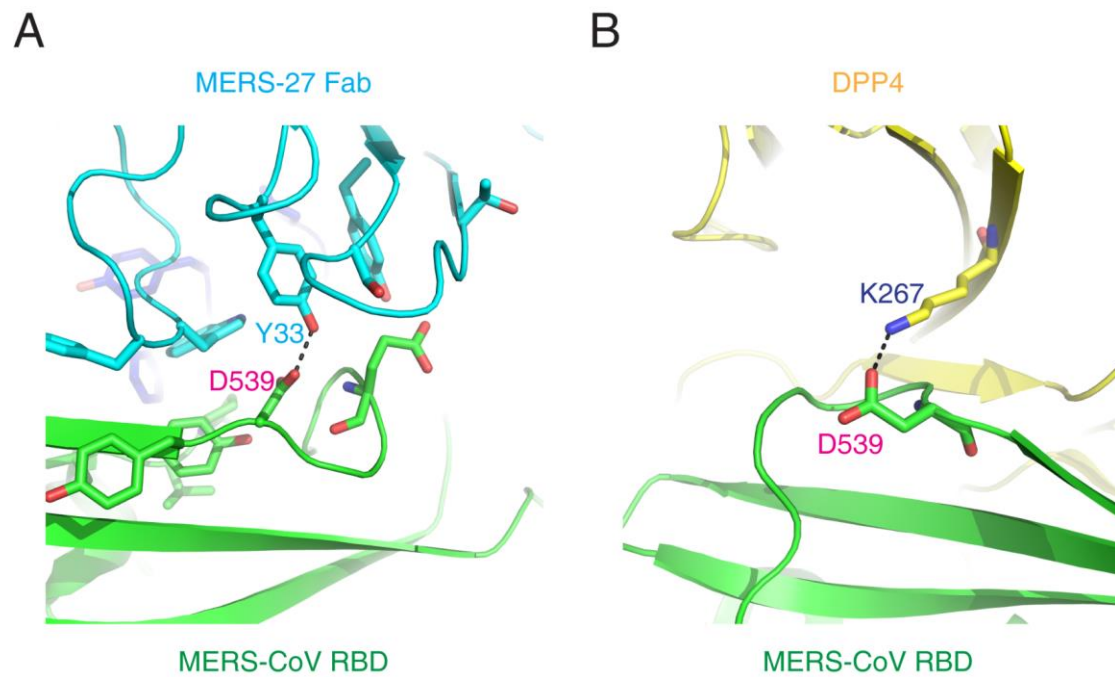 A
B
MERS-27 Fab
DPP4
Y33
D539
K267
D539
MERS-CoV RBD
MERS-CoV RBD